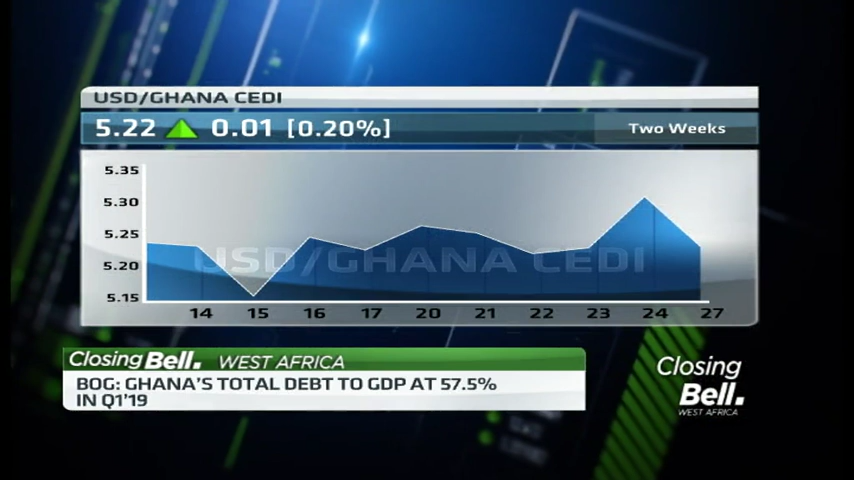 USD/GHANA CEDI
5.22 ▲ 0.01 [0.20%]
Two Weeks
5.35
5.30
5.25
5.20
5.15
USD/GHANA CEDI
14 15 16 17 20 21 22 23 24 27
Closing Bell. WEST AFRICA
BOG: GHANA'S TOTAL DEBT TO GDP AT 57.5%
IN Q1'19
Closing
Bell.
WEST AFRICA